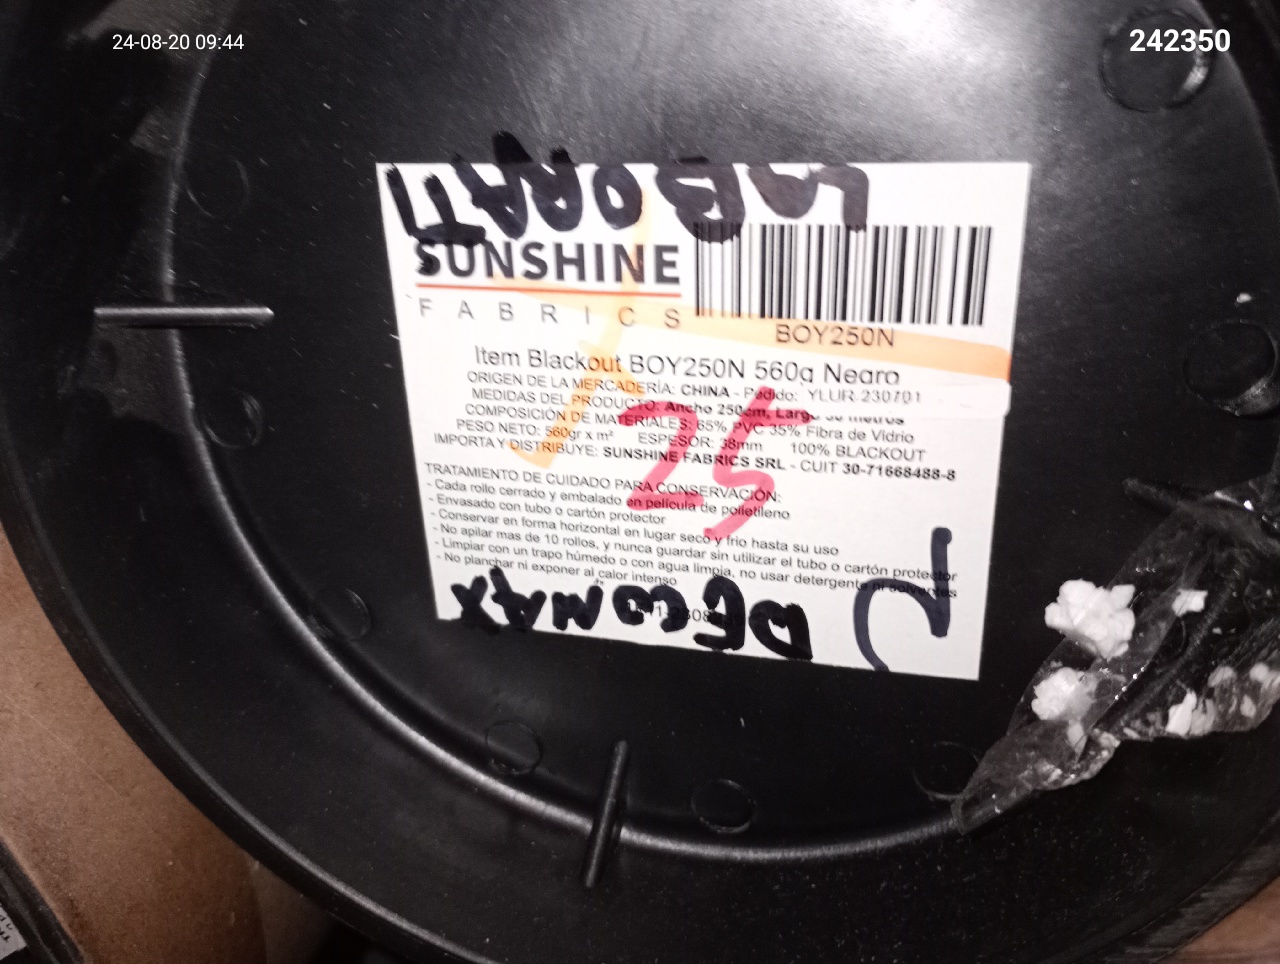 24-08-20 09:44
242350
SUNSHINE
FABRICS
BOY250N
Item Blackout BOY250N 560g Negro
ORIGEN DE LA MERCADERÍA: CHINA - Pedido: YLUR 230701
MEDIDAS DEL PRODUCTO: Ancho 250cm, Largo 30 metros
COMPOSICIÓN DE MATERIALES: 65% PVC 35% Fibra de Vidrio
PESO NETO: 560gr x m² ESPESOR: 38mm 100% BLACKOUT
IMPORTA Y DISTRIBUYE: SUNSHINE FABRICS SRL - CUIT 30-71668488-8
25
TRATAMIENTO DE CUIDADO PARA CONSERVACIÓN:
- Cada rollo cerrado y embalado en película de polietileno
- Envasado con tubo o cartón protector
- Conservar en forma horizontal en lugar seco y frio hasta su uso
- No apilar mas de 10 rollos, y nunca guardar sin utilizar el tubo o cartón protector
- Limpiar con un trapo húmedo o con agua limpia, no usar detergente ni solventes
- No planchar ni exponer al calor intenso
DECOMAX